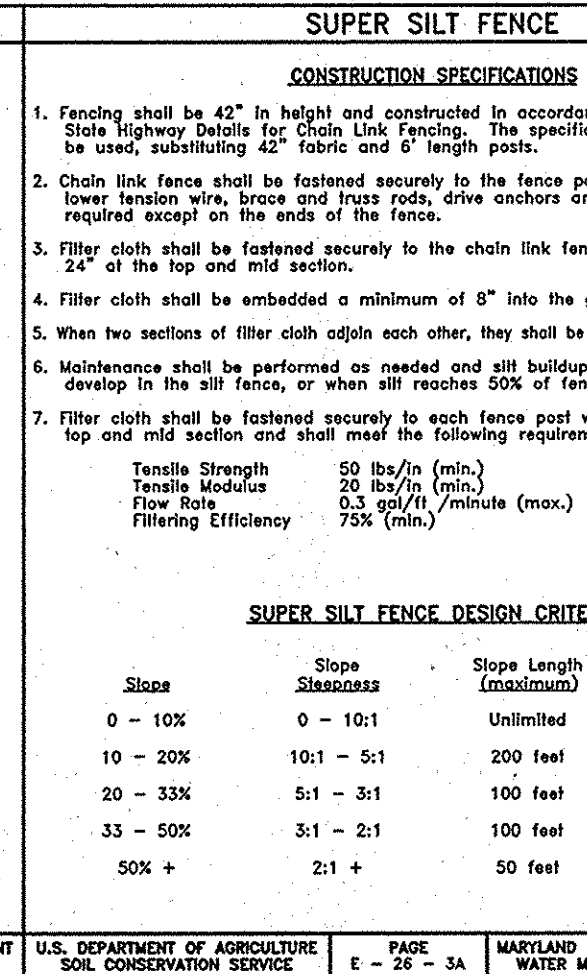 SUPER SILT FENCE
CONSTRUCTION SPECIFICATIONS
1. Fencing shall be 42" in height and constructed in
State Highway Details for Chain Link Fencing. The
be used, substituting 42" fabric and 6' length posts.
2. Chain link fence shall be fastened securely to the fence
lower tension wire, brace and truss rods, drive anchors
required except on the ends of the fence.
3. Filter cloth shall be fastened securely to the chain link
24" at the top and mid section.
4. Filter cloth shall be embedded a minimum of 8" into the
5. When two sections of filter cloth adjoin each other, they shall be
6. Maintenance shall be performed as needed and silt buildup
develop in the silt fence, or when silt reaches 50% of
7. Filter cloth shall be fastened securely to each fence post
top and mid section and shall meet the following
Tensile Strength 50 lbs/in (min.)
Tensile Modulus 20 lbs/in (min.)
Flow Rate 0.3 gal/ft /minute (max.)
Filtering Efficiency 75% (min.)
SUPER SILT FENCE DESIGN
Slope Slope Steepness Slope Length (maximum)
0 - 10% 0 - 10:1 Unlimited
10 - 20% 10:1 - 5:1 200 feet
20 - 33% 5:1 - 3:1 100 feet
33 - 50% 3:1 - 2:1 100 feet
50% + 2:1 + 50 feet
U.S. DEPARTMENT OF AGRICULTURE PAGE MARYLAND
SOIL CONSERVATION SERVICE E - 26 - 3A WATER